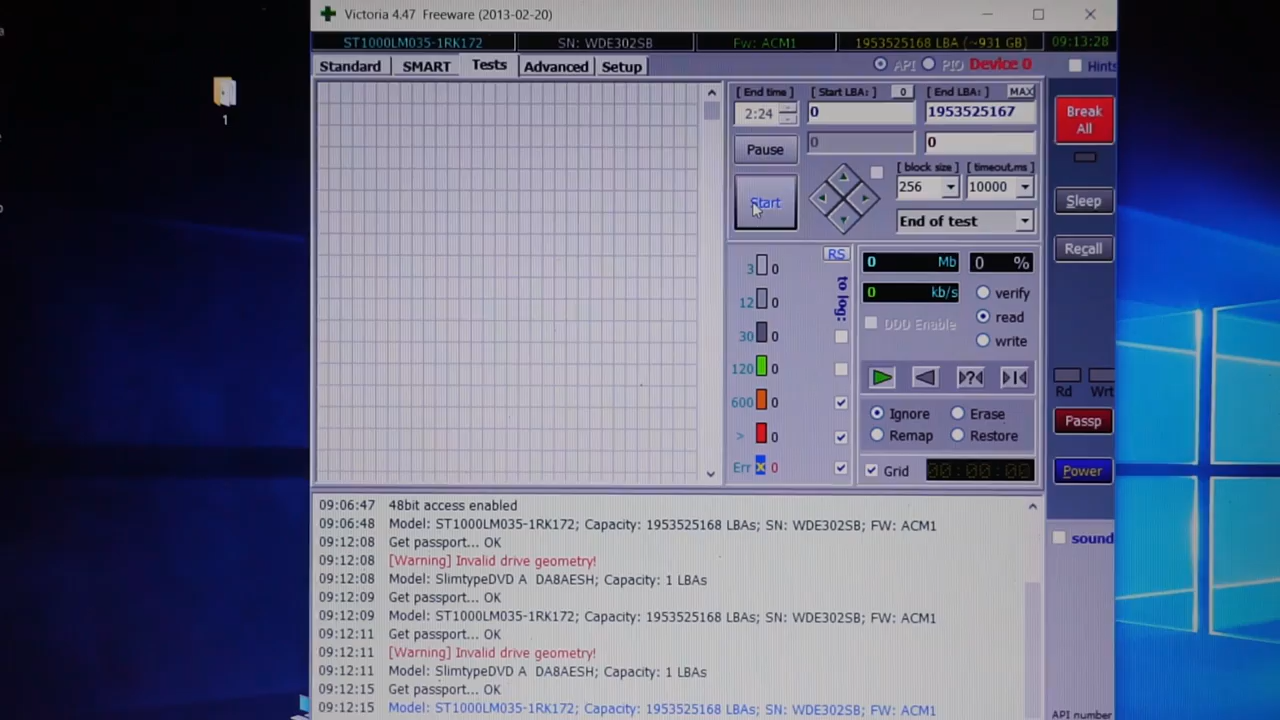 Victoria 4.47 Freeware (2013-02-20)
ST1000LM035-1RK172 SN: WDE302SB Fw: ACM1 1953525168 LBA (~931 GB) 09:13:28
Standard SMART Tests Advanced Setup API PIO Device 0 Hints
[ End time ] [ Start LBA: ] 0 [ End LBA: ] MAX
2:24 0 1953525167
Break All
Pause 0 0
[ block size ] [ timeout,ms ]
256 10000
Start
End of test
Sleep
Recall
RS
3 0
12 0
30 0
120 0
600 0
> 0
Err x 0
to log:
0 Mb 0 %
0 kb/s
verify
DDD Enable read
write
Rd Wrt
Ignore Erase
Remap Restore
Passp
Grid 00:00:00
Power
sound
API number
1
09:06:47 48bit access enabled
09:06:48 Model: ST1000LM035-1RK172; Capacity: 1953525168 LBAs; SN: WDE302SB; FW: ACM1
09:12:08 Get passport... OK
09:12:08 [Warning] Invalid drive geometry!
09:12:08 Model: SlimtypeDVD A DA8AESH; Capacity: 1 LBAs
09:12:09 Get passport... OK
09:12:09 Model: ST1000LM035-1RK172; Capacity: 1953525168 LBAs; SN: WDE302SB; FW: ACM1
09:12:11 Get passport... OK
09:12:11 [Warning] Invalid drive geometry!
09:12:11 Model: SlimtypeDVD A DA8AESH; Capacity: 1 LBAs
09:12:15 Get passport... OK
09:12:15 Model: ST1000LM035-1RK172; Capacity: 1953525168 LBAs; SN: WDE302SB; FW: ACM1